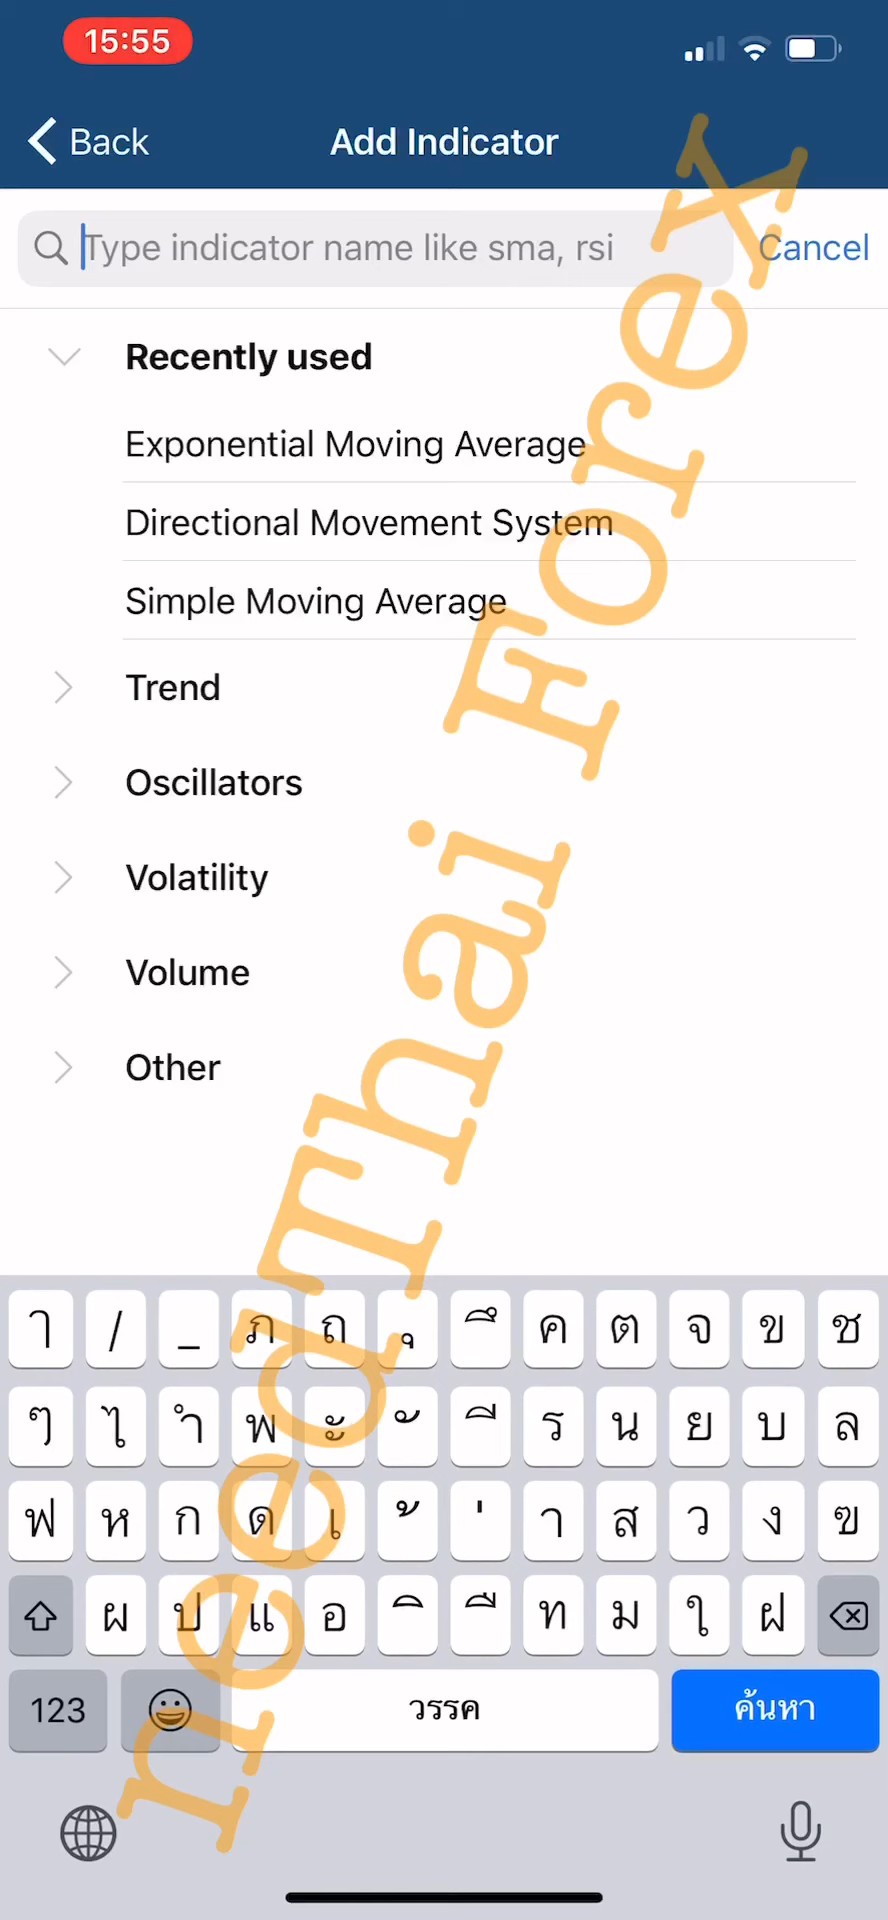 15:55
Back
Add Indicator
Type indicator name like sma, rsi
Cancel
Recently used
Exponential Moving Average
Directional Movement System
Simple Moving Average
Trend
Oscillators
Volatility
Volume
Other
needThai Forex
ๅ / _ ภ ถ ุ ึ ค ต จ ข ช
ๆ ไ ำ พ ะ ั ี ร น ย บ ล
ฟ ห ก ด เ ้ ่ า ส ว ง ฃ
ผ ป แ อ ิ ื ท ม ใ ฝ
123 วรรค ค้นหา